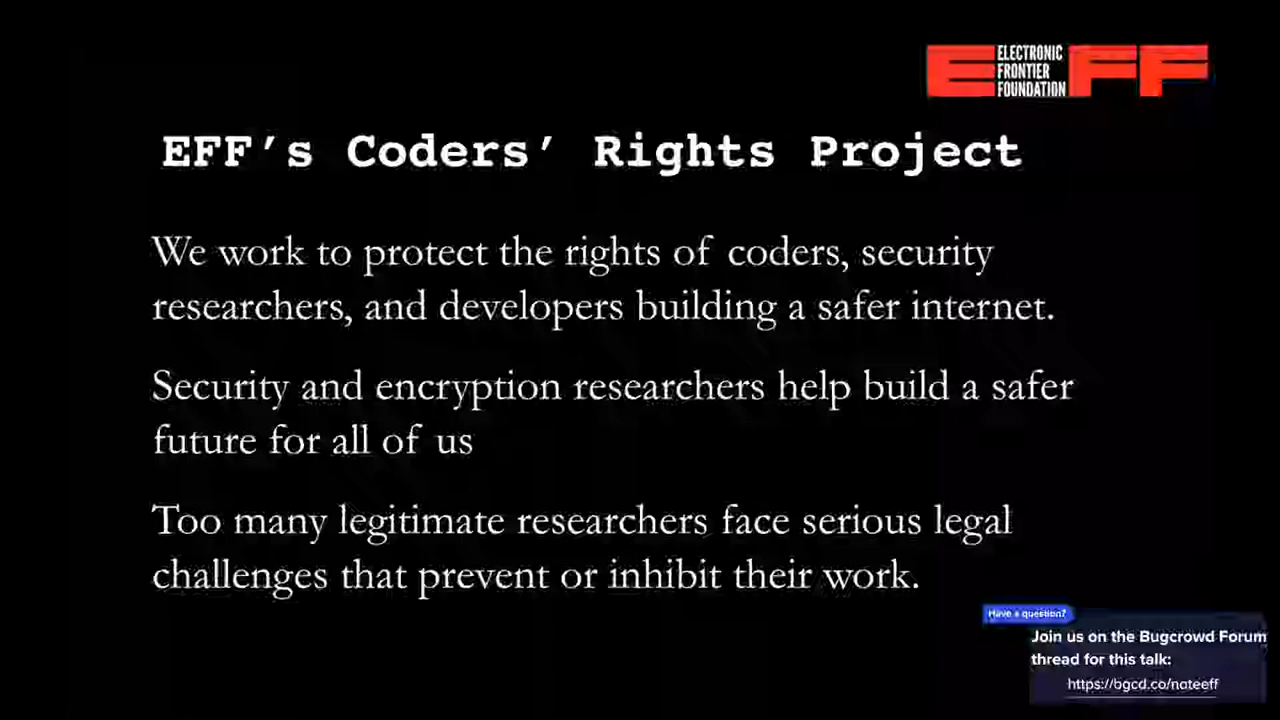 ELECTRONIC
FRONTIER
FOUNDATION
EFF
EFF’s Coders’ Rights Project
We work to protect the rights of coders, security
researchers, and developers building a safer internet.
Security and encryption researchers help build a safer
future for all of us
Too many legitimate researchers face serious legal
challenges that prevent or inhibit their work.
Have a question?
Join us on the Bugcrowd Forum
thread for this talk:
https://bgcd.co/nateeff